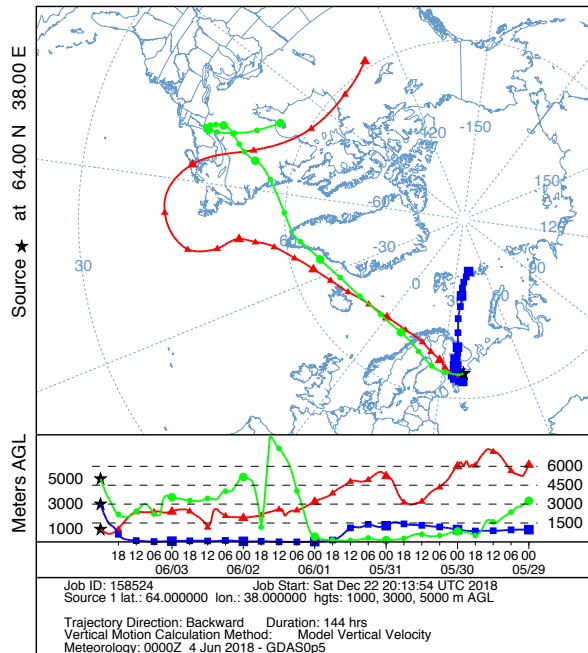 Source ★ at 64.00 N 38.00 E
-120
-150
150
120
-90
90
-60
60
-30
30
0
60
30
Meters AGL
5000
3000
1000
6000
4500
3000
1500
18 12 06 00 18 12 06 00 18 12 06 00 18 12 06 00 18 12 06 00 18 12 06 00
06/03 06/02 06/01 05/31 05/30 05/29
Job ID: 158524 Job Start: Sat Dec 22 20:13:54 UTC 2018
Source 1 lat.: 64.000000 lon.: 38.000000 hgts: 1000, 3000, 5000 m AGL
Trajectory Direction: Backward Duration: 144 hrs
Vertical Motion Calculation Method: Model Vertical Velocity
Meteorology: 0000Z 4 Jun 2018 - GDAS0p5